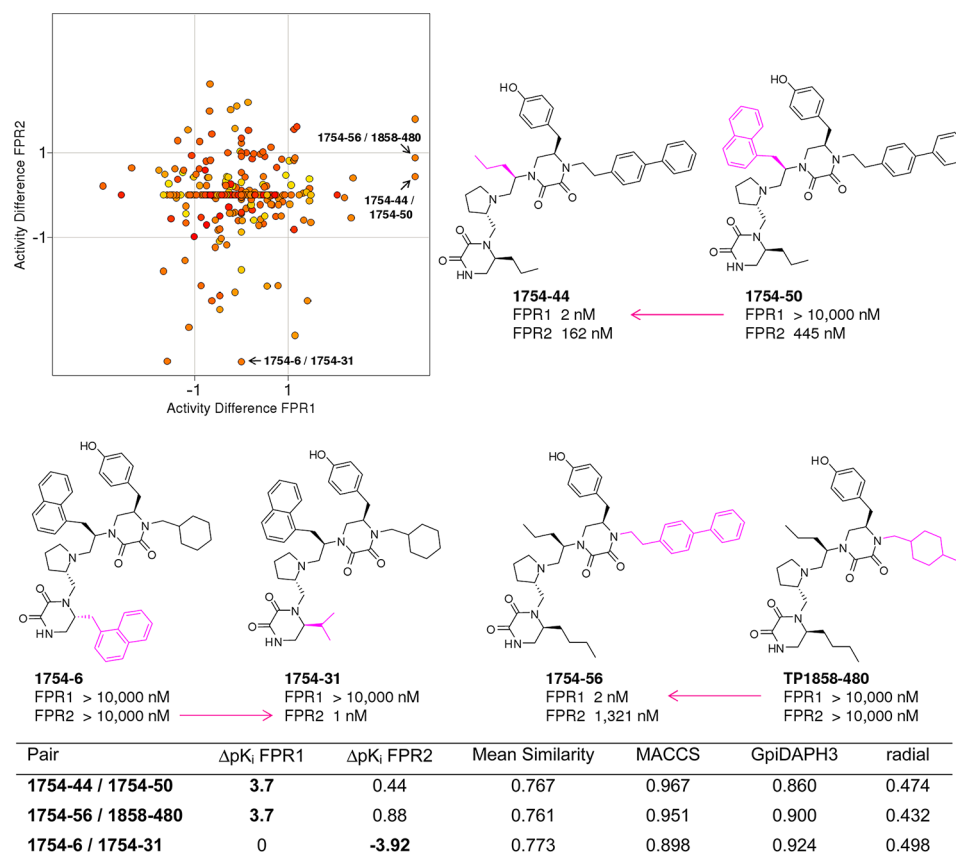 Activity Difference FPR2
1
-1
-1
1
Activity Difference FPR1
1754-56 / 1858-480
1754-44 /
1754-50
1754-6 / 1754-31
HO
N
N
O
O
N
O
N
O
NH
1754-44
FPR1 2 nM
FPR2 162 nM
HO
N
N
O
O
N
O
N
O
NH
1754-50
FPR1 > 10,000 nM
FPR2 445 nM
HO
N
N
O
O
N
O
N
O
NH
1754-6
FPR1 > 10,000 nM
FPR2 > 10,000 nM
HO
N
N
O
O
N
O
N
O
NH
1754-31
FPR1 > 10,000 nM
FPR2 1 nM
HO
N
N
O
O
N
O
N
O
NH
1754-56
FPR1 2 nM
FPR2 1,321 nM
HO
N
N
O
O
N
O
N
O
NH
TP1858-480
FPR1 > 10,000 nM
FPR2 > 10,000 nM
Pair ΔpKi FPR1 ΔpKi FPR2 Mean Similarity MACCS GpiDAPH3 radial
1754-44 / 1754-50 3.7 0.44 0.767 0.967 0.860 0.474
1754-56 / 1858-480 3.7 0.88 0.761 0.951 0.900 0.432
1754-6 / 1754-31 0 -3.92 0.773 0.898 0.924 0.498